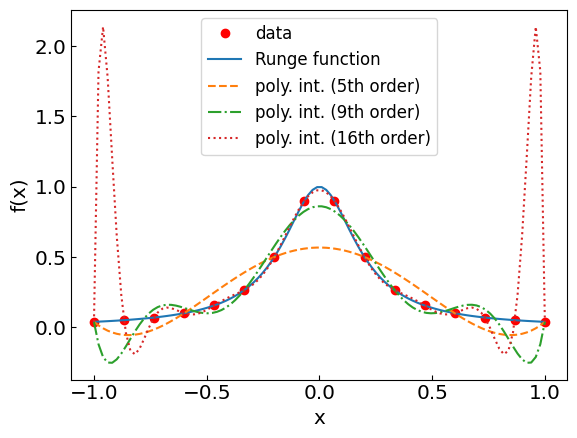 data
Runge function
poly. int. (5th order)
poly. int. (9th order)
poly. int. (16th order)
2.0
1.5
1.0
0.5
0.0
f(x)
−1.0 −0.5 0.0 0.5 1.0
x